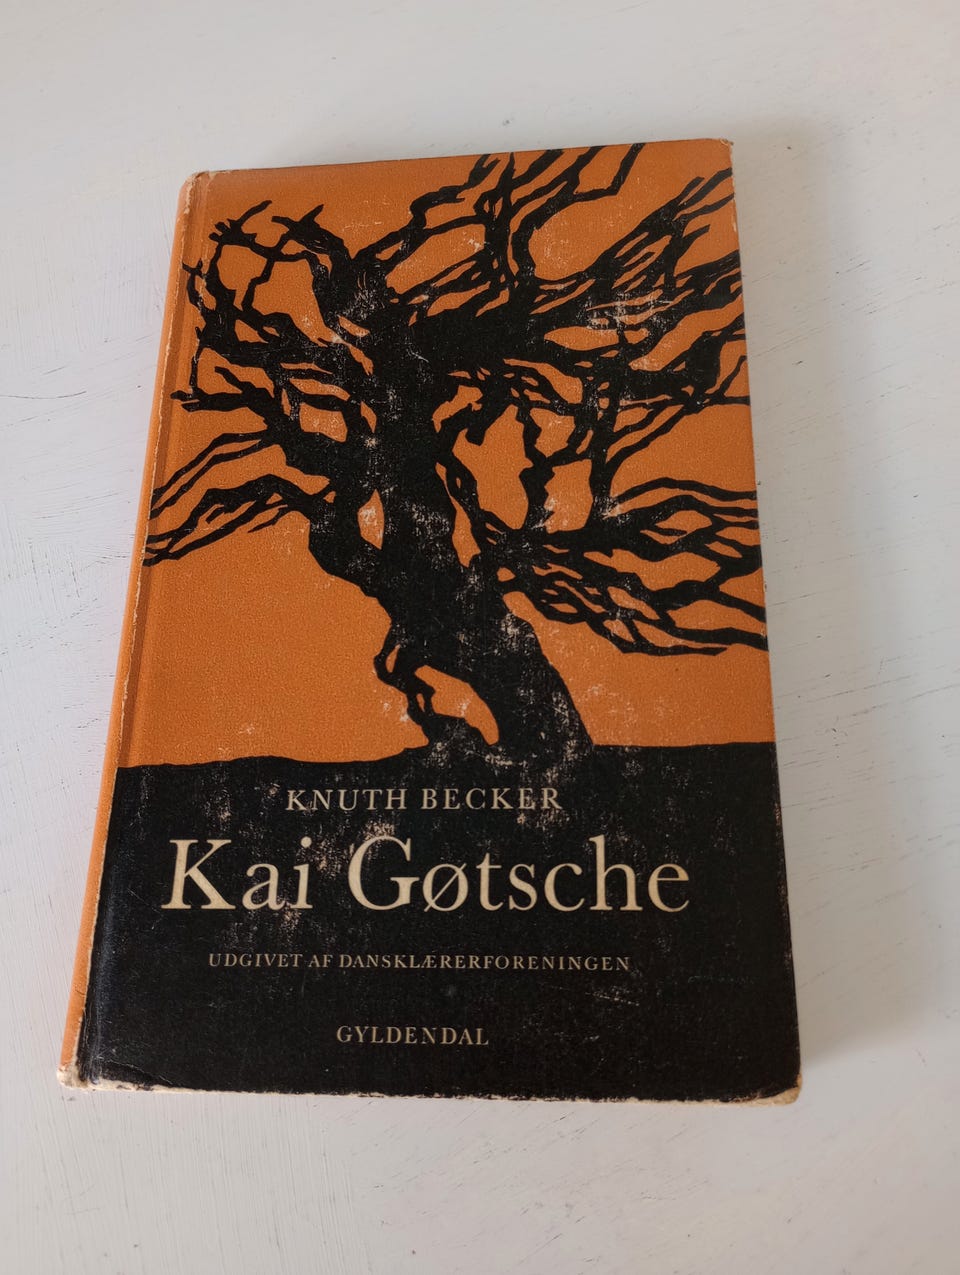 KNUTH BECKER
Kai Gøtsche
UDGIVET AF DANSKLÆRERFORENINGEN
GYLDENDAL